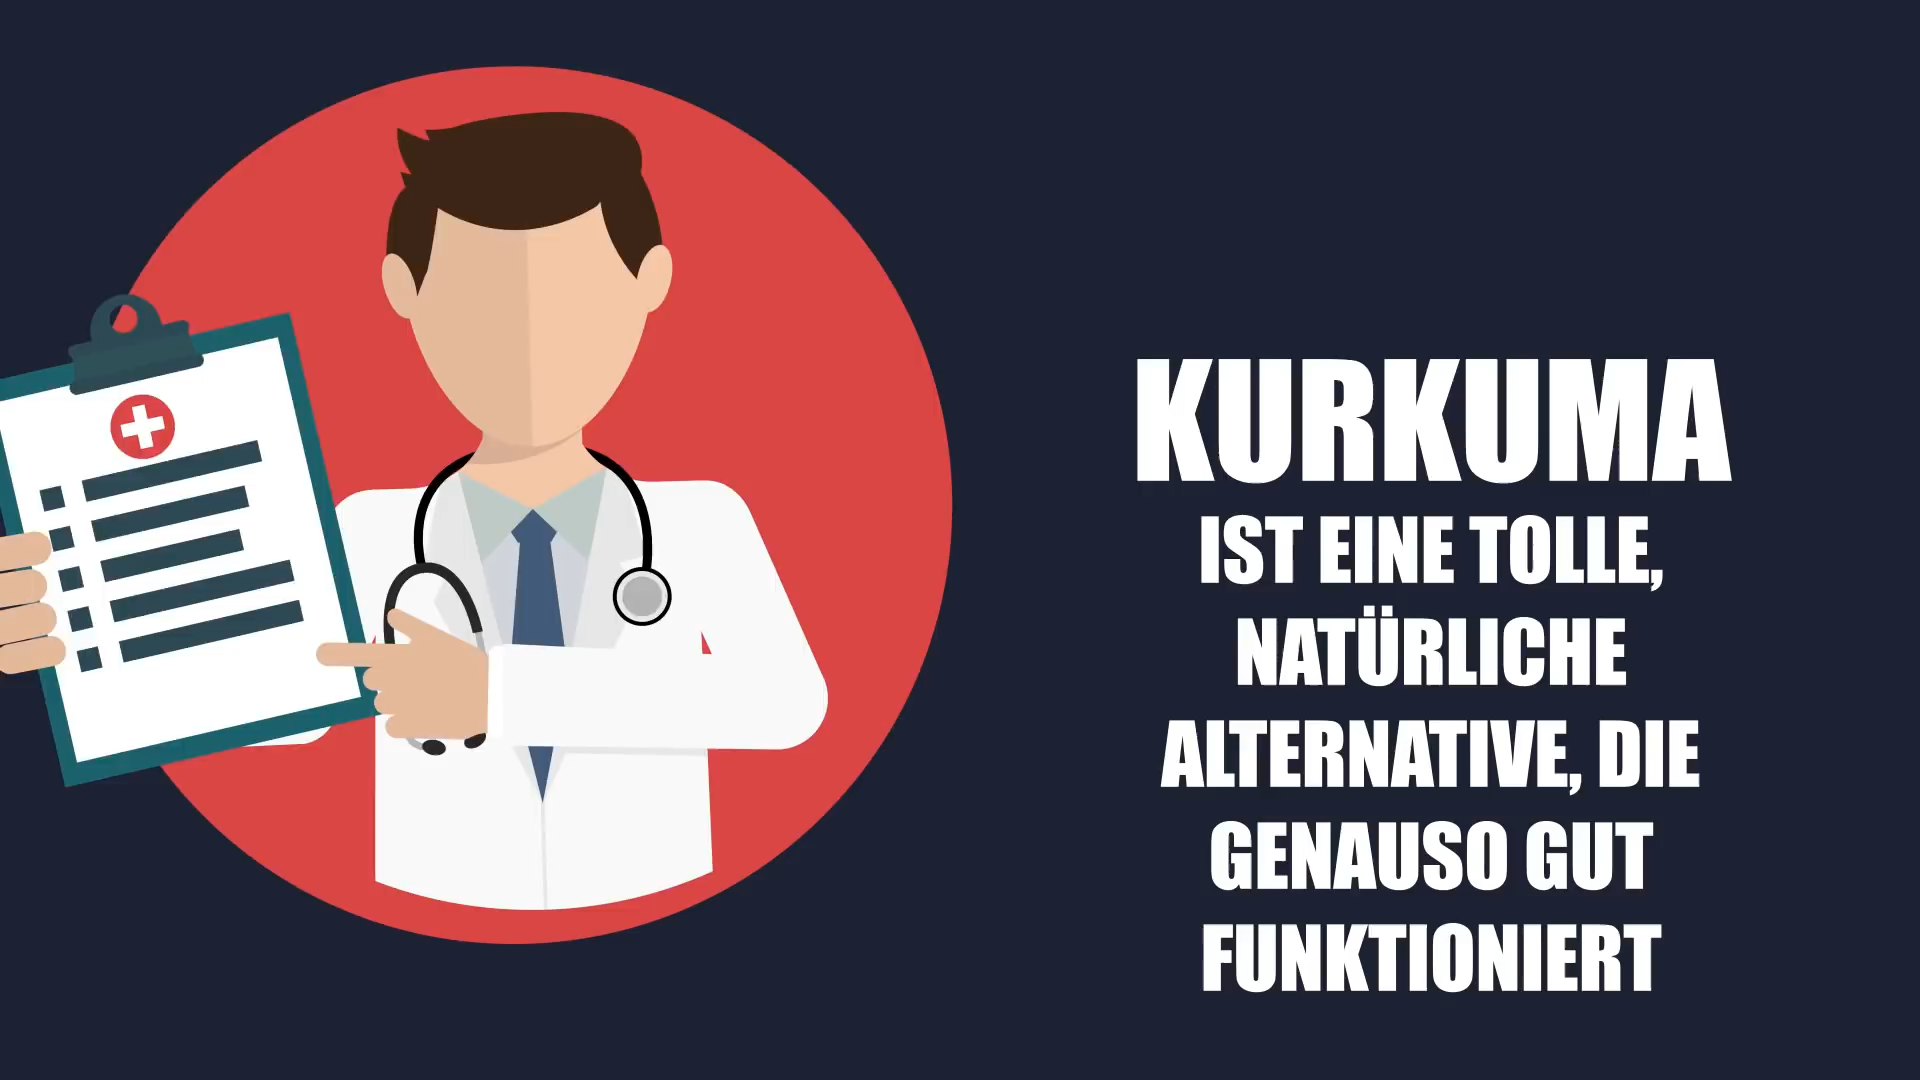 KURKUMA
IST EINE TOLLE,
NATÜRLICHE
ALTERNATIVE, DIE
GENAUSO GUT
FUNKTIONIERT